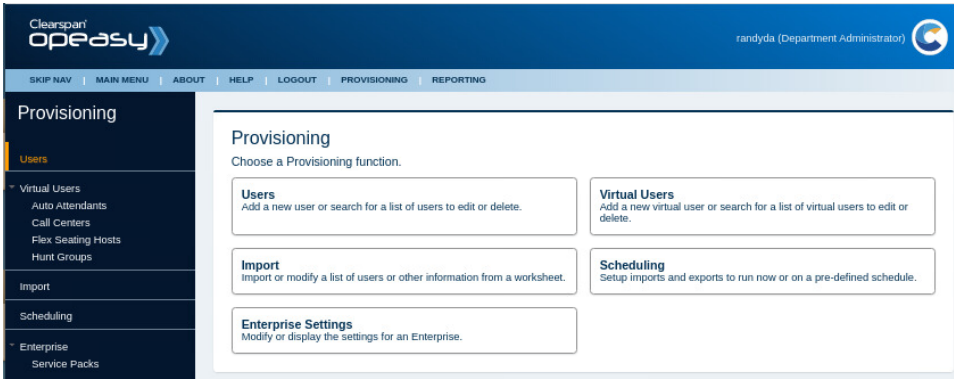 Clearspan
opeasy
randyda (Department Administrator)
SKIP NAV | MAIN MENU | ABOUT | HELP | LOGOUT | PROVISIONING | REPORTING
Provisioning
Users
Virtual Users
Auto Attendants
Call Centers
Flex Seating Hosts
Hunt Groups
Import
Scheduling
Enterprise
Service Packs
Provisioning
Choose a Provisioning function.
Users
Add a new user or search for a list of users to edit or delete.
Virtual Users
Add a new virtual user or search for a list of virtual users to edit or
delete.
Import
Import or modify a list of users or other information from a worksheet.
Scheduling
Setup imports and exports to run now or on a pre-defined schedule.
Enterprise Settings
Modify or display the settings for an Enterprise.